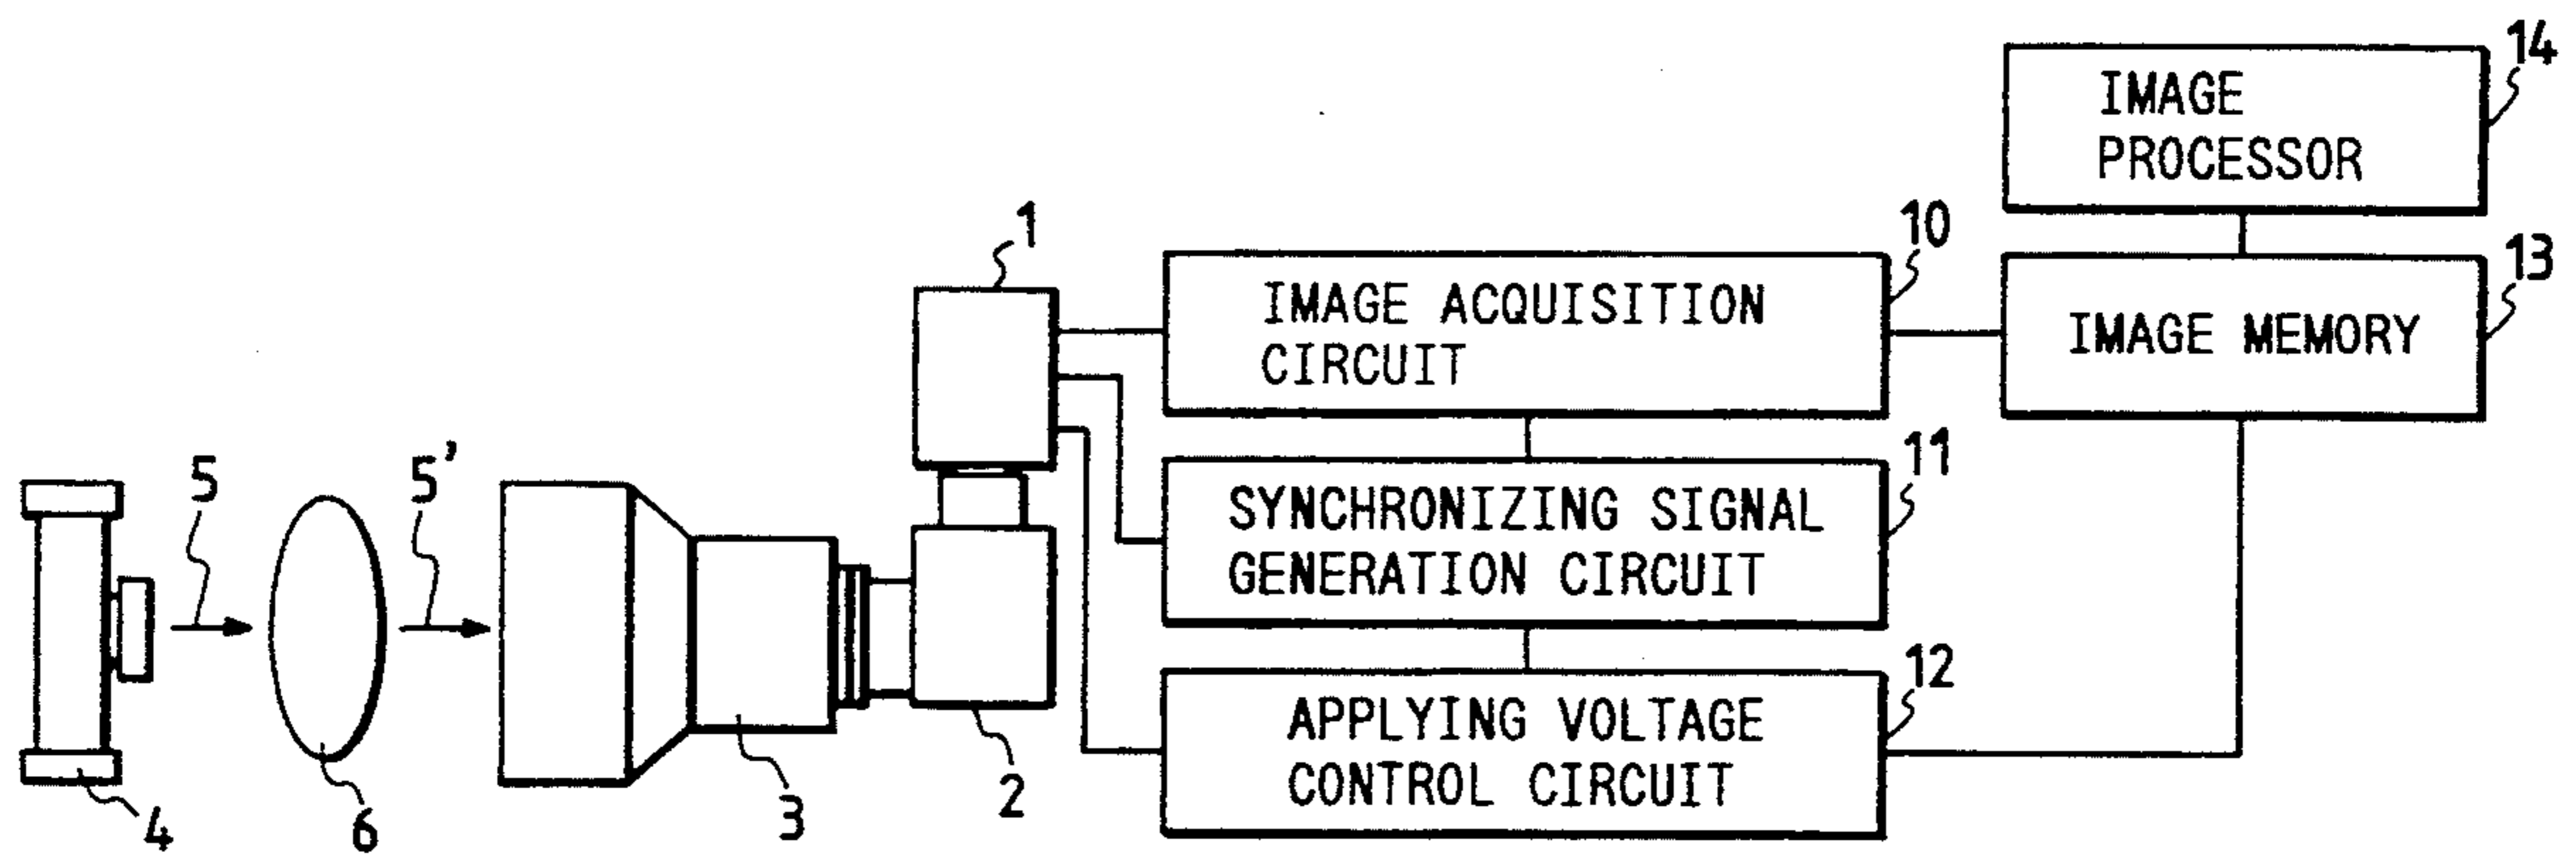 14
IMAGE
PROCESSOR
1
10
13
IMAGE ACQUISITION
CIRCUIT
IMAGE MEMORY
5
5'
11
SYNCHRONIZING SIGNAL
GENERATION CIRCUIT
12
APPLYING VOLTAGE
CONTROL CIRCUIT
4
6
3
2